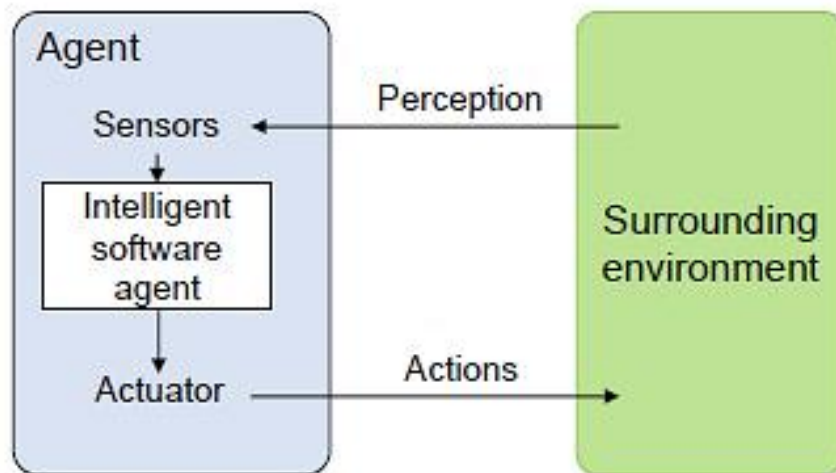 Agent
Perception
Sensors
Intelligent
software
agent
Surrounding
environment
Actions
Actuator